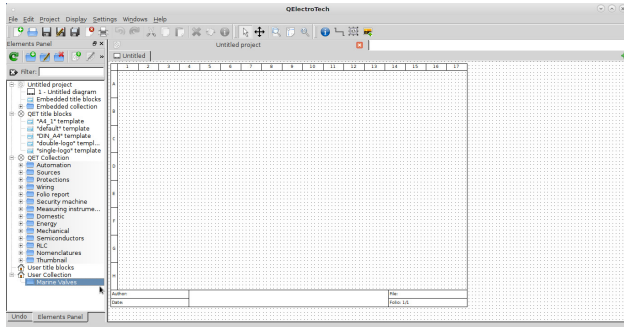 QElectroTech
File Edit Project Display Settings Windows Help
Elements Panel
Untitled project
Untitled
Filter:
1 2 3 4 5 6 7 8 9 10 11 12 13 14 15 16 17
A
B
C
D
E
F
G
H
Untitled project
1 - Untitled diagram
Embedded title blocks
Embedded collection
QET title blocks
"A4_1" template
"default" template
"DIN_A4" template
"double-logo" templ...
"single-logo" template
QET Collection
Automation
Sources
Protections
Wiring
Folio report
Security machine
Measuring instrume...
Domestic
Energy
Mechanical
Semiconductors
RLC
Nomenclatures
Thumbnail
User title blocks
User Collection
Marine Valves
Author:
Date:
File:
Folio: 1/1
Undo Elements Panel